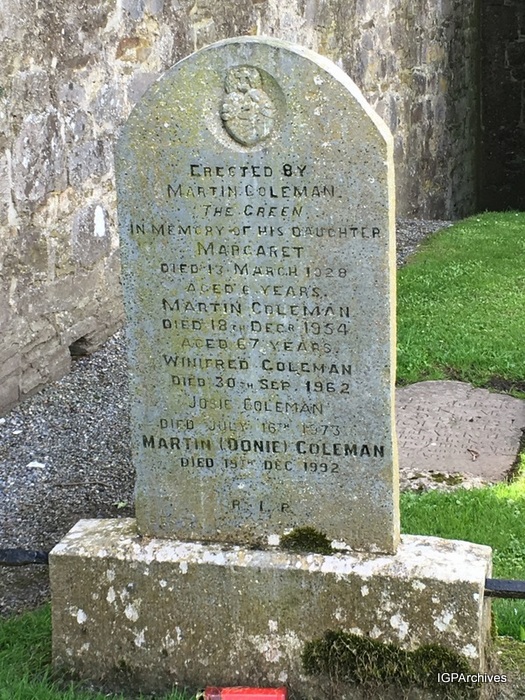 ERECTED BY
MARTIN COLEMAN
THE GREEN
IN MEMORY OF HIS DAUGHTER
MARGARET
DIED 13 MARCH 1928
AGED 6 YEARS.
MARTIN COLEMAN
DIED 18TH DECR 1954
AGED 67 YEARS.
WINIFRED COLEMAN
DIED 30TH SEP. 1962
JOSIE COLEMAN
DIED JULY 16TH 1973
MARTIN (DONIE) COLEMAN
DIED 19TH DEC 1992
R. I. P.
IGPArchives